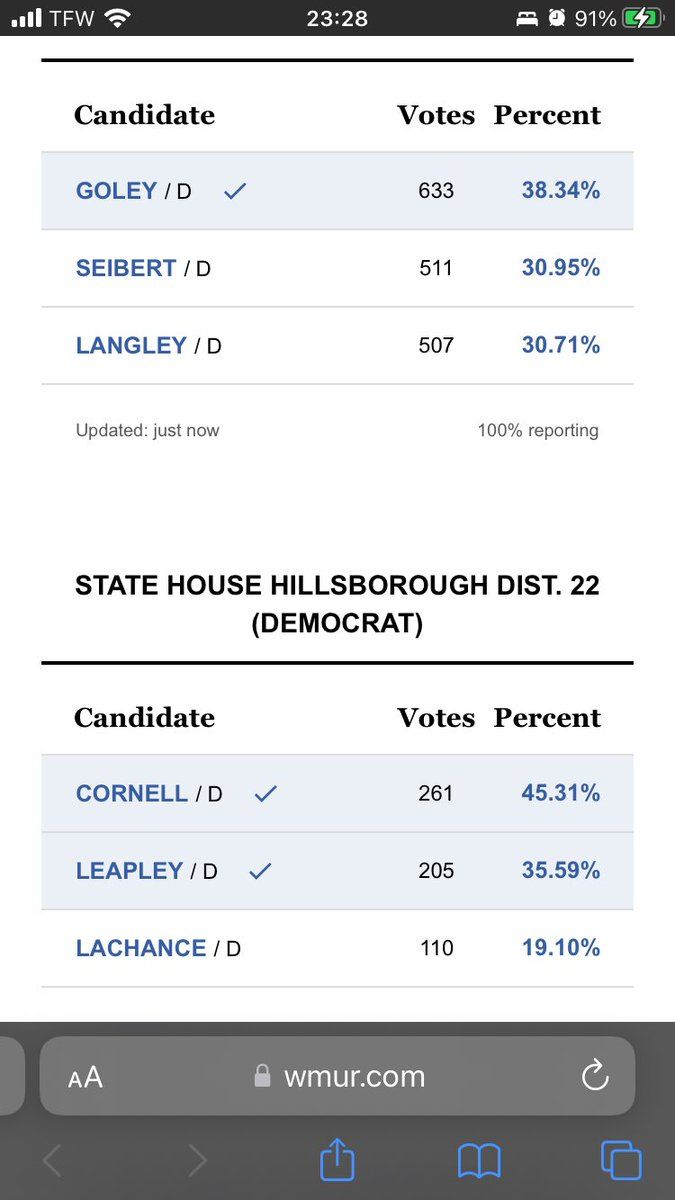 TFW 23:28 91%
Candidate Votes Percent
GOLEY / D 633 38.34%
SEIBERT / D 511 30.95%
LANGLEY / D 507 30.71%
Updated: just now 100% reporting
STATE HOUSE HILLSBOROUGH DIST. 22
(DEMOCRAT)
Candidate Votes Percent
CORNELL / D 261 45.31%
LEAPLEY / D 205 35.59%
LACHANCE / D 110 19.10%
AA wmur.com